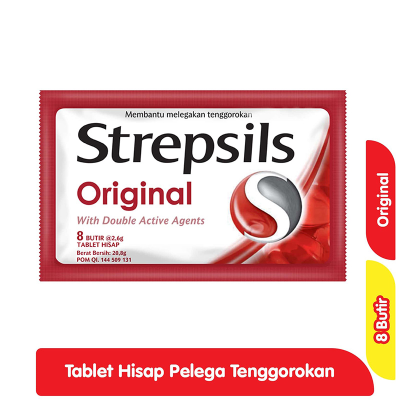 Membantu melegakan tenggorokan
Strepsils
Original
With Double Active Agents
8 BUTIR @2,6g
TABLET HISAP
Berat Bersih: 20,8g
POM QI. 144 509 131
Original
8 Butir
Tablet Hisap Pelega Tenggorokan